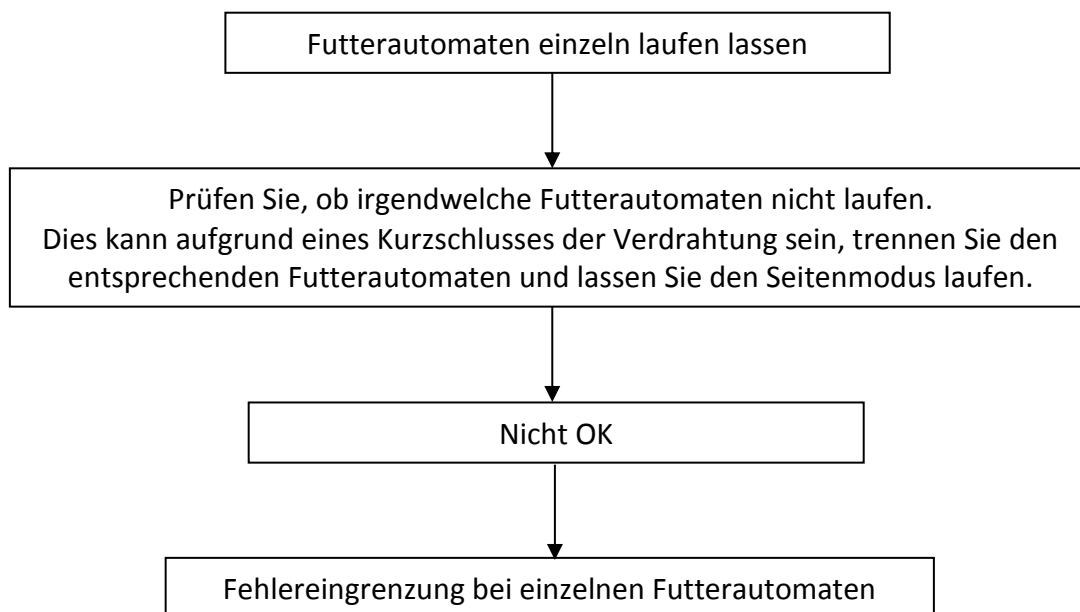 Futterautomaten einzeln laufen lassen
Prüfen Sie, ob irgendwelche Futterautomaten nicht laufen.
Dies kann aufgrund eines Kurzschlusses der Verdrahtung sein, trennen Sie den
entsprechenden Futterautomaten und lassen Sie den Seitenmodus laufen.
Nicht OK
Fehlereingrenzung bei einzelnen Futterautomaten